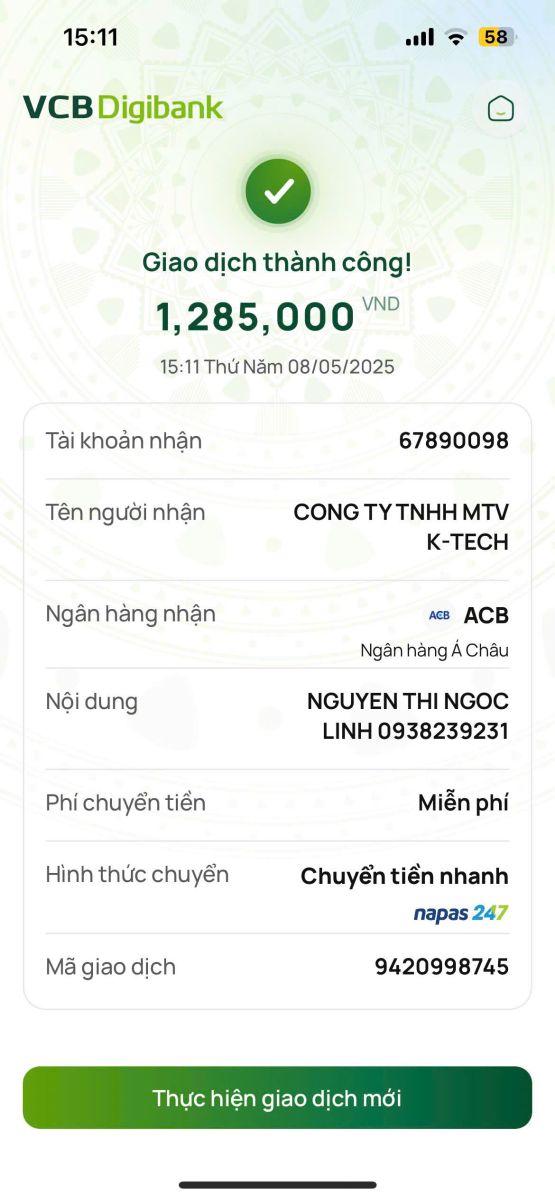 15:11
58
VCB Digibank
Giao dịch thành công!
1,285,000 VND
15:11 Thứ Năm 08/05/2025
Tài khoản nhận 67890098
Tên người nhận CONG TY TNHH MTV
K-TECH
Ngân hàng nhận ACB ACB
Ngân hàng Á Châu
Nội dung NGUYEN THI NGOC
LINH 0938239231
Phí chuyển tiền Miễn phí
Hình thức chuyển Chuyển tiền nhanh
napas 247
Mã giao dịch 9420998745
Thực hiện giao dịch mới